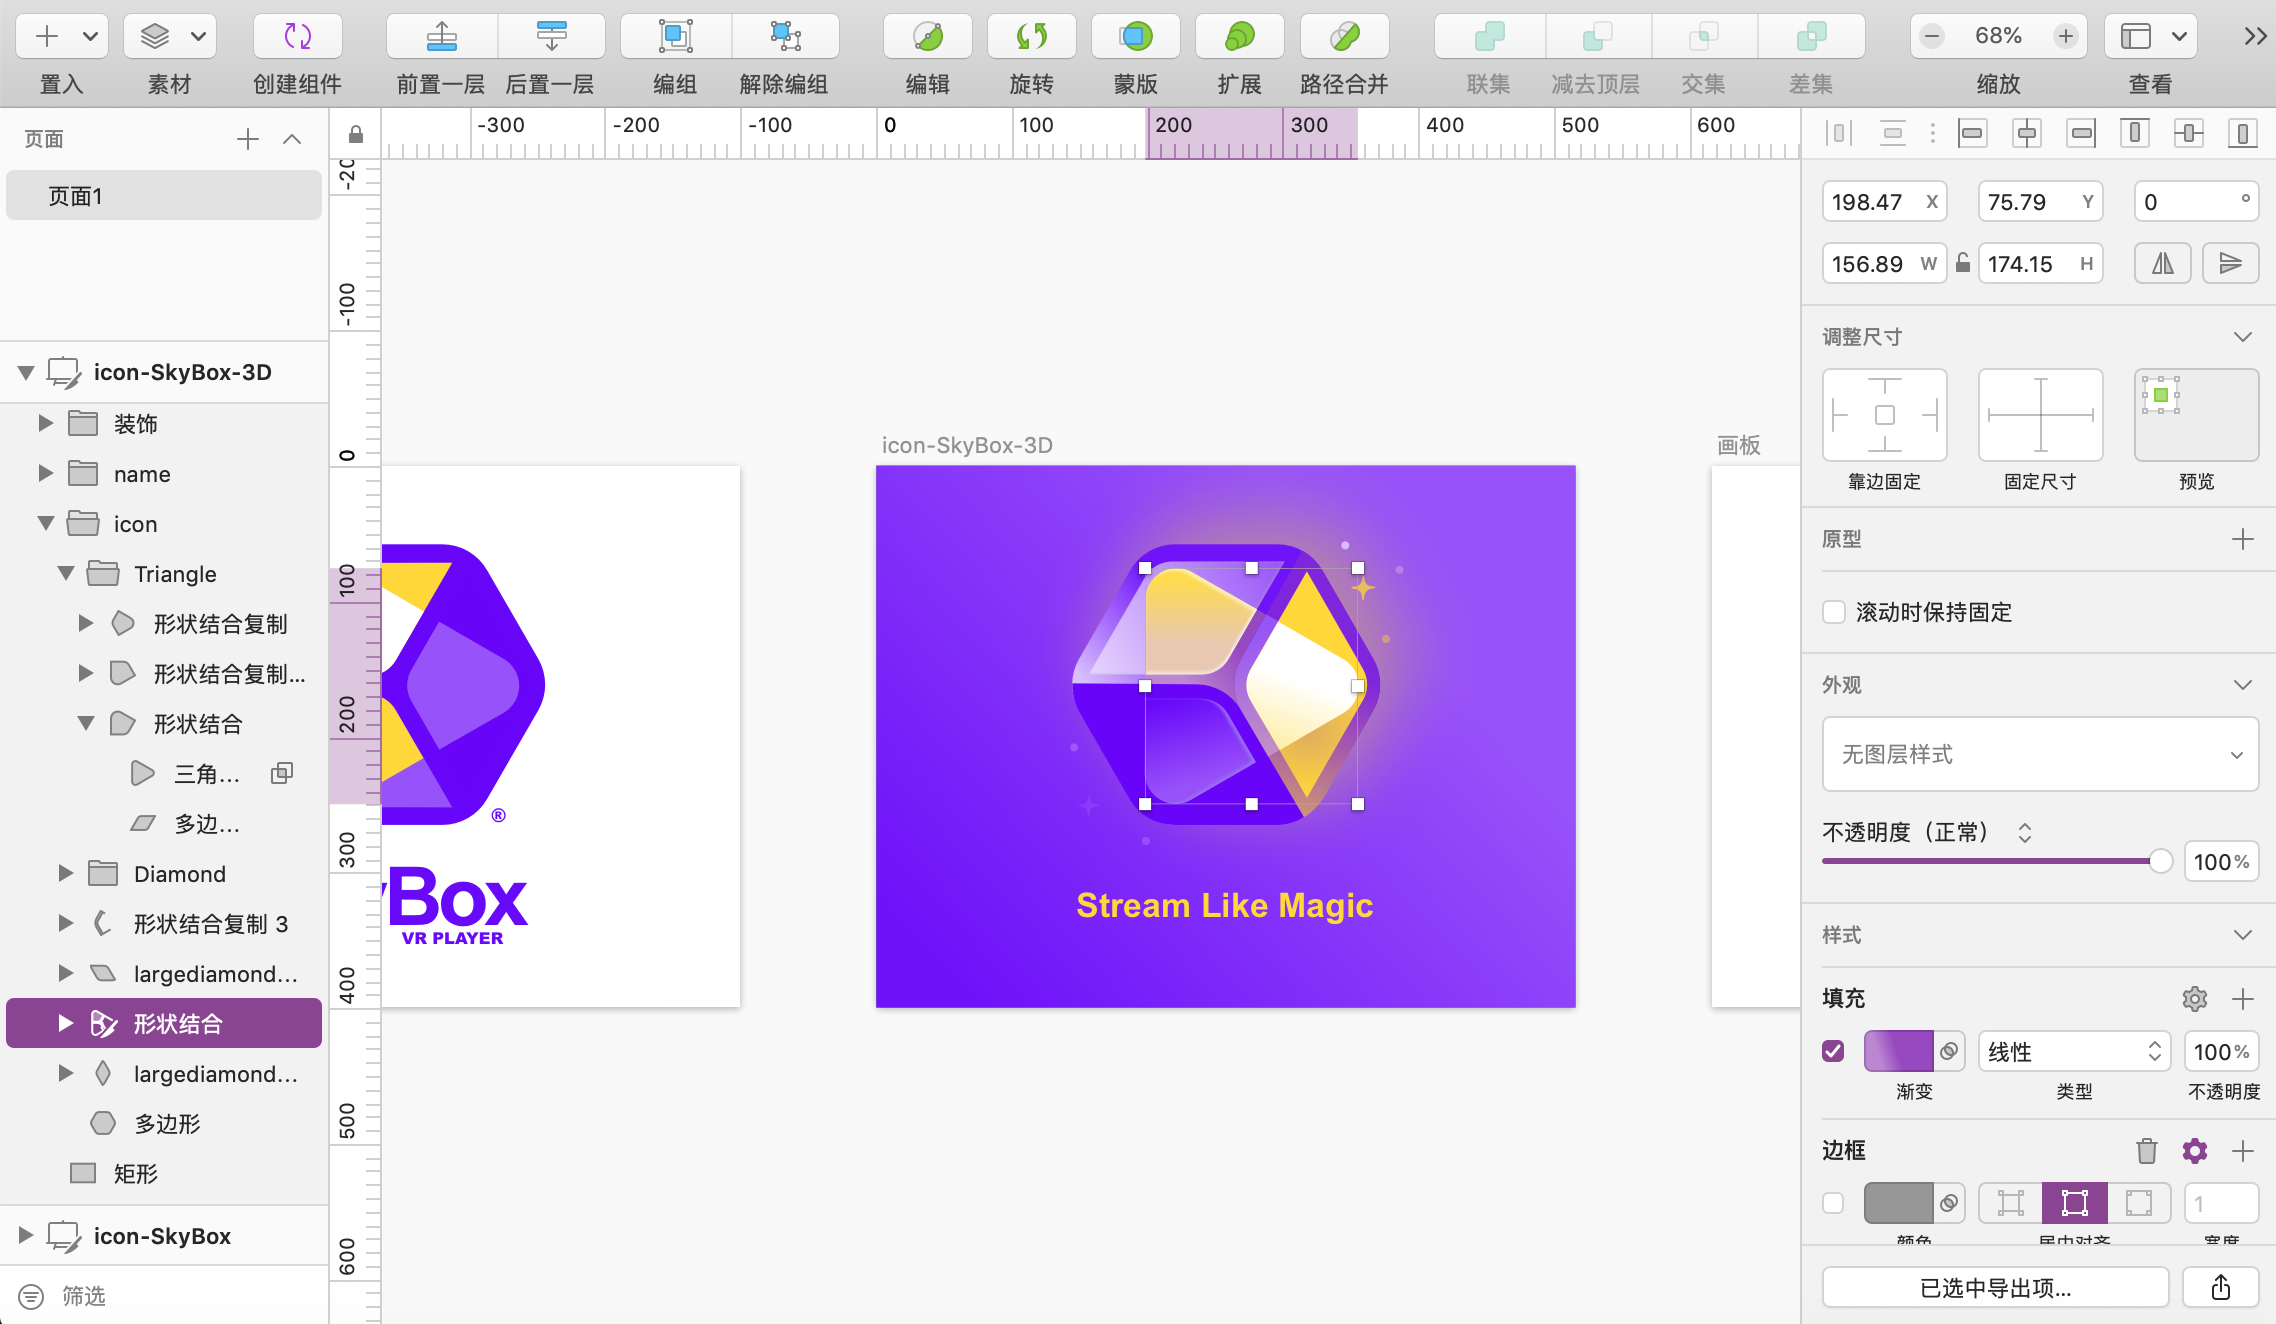 68%
置入
素材
创建组件
前置一层
后置一层
编组
解除编组
编辑
旋转
蒙版
扩展
路径合并
联集
减去顶层
交集
差集
缩放
查看
页面
页面1
icon-SkyBox-3D
装饰
name
icon
Triangle
形状结合复制
形状结合复制...
形状结合
三角...
多边...
Diamond
形状结合复制 3
largediamond...
形状结合
largediamond...
多边形
矩形
icon-SkyBox
筛选
-300
-200
-100
0
100
200
300
400
500
600
-20
-100
0
100
200
300
400
500
600
®
yBox
VR PLAYER
icon-SkyBox-3D
Stream Like Magic
画板
198.47 X
75.79 Y
0 °
156.89 W
174.15 H
调整尺寸
靠边固定
固定尺寸
预览
原型
滚动时保持固定
外观
无图层样式
不透明度（正常）
100%
样式
填充
线性
100%
渐变
类型
不透明度
边框
1
颜色
居中对齐
宽度
已选中导出项...